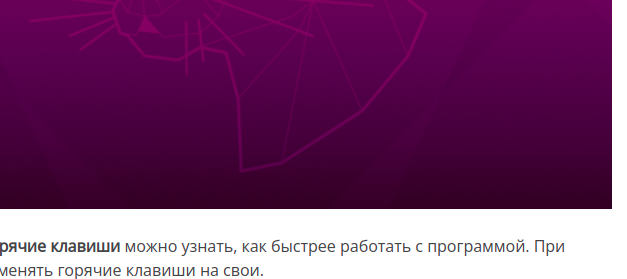 рячие клавиши можно узнать, как быстрее работать с программой. При
менять горячие клавиши на свои.